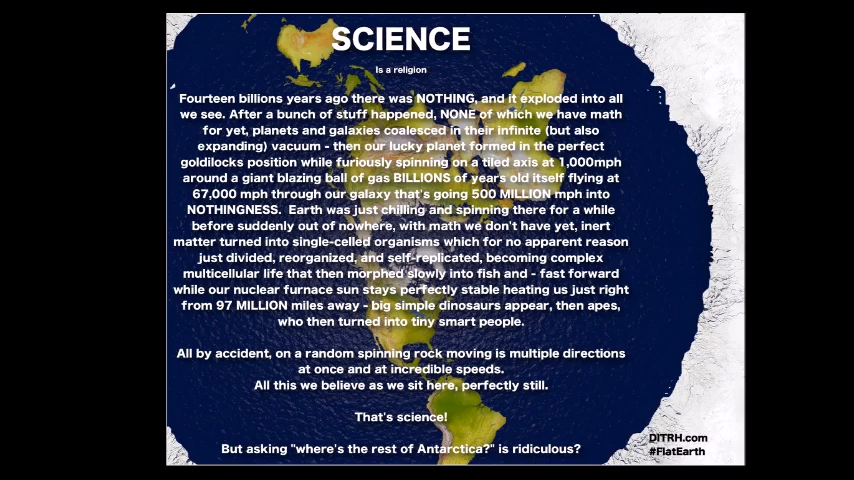 SCIENCE
Is a religion
Fourteen billions years ago there was NOTHING, and it exploded into all
we see. After a bunch of stuff happened, NONE of which we have math
for yet, planets and galaxies coalesced in their infinite (but also
expanding) vacuum - then our lucky planet formed in the perfect
goldilocks position while furiously spinning on a tiled axis at 1,000mph
around a giant blazing ball of gas BILLIONS of years old itself flying at
67,000 mph through our galaxy that's going 500 MILLION mph into
NOTHINGNESS. Earth was just chilling and spinning there for a while
before suddenly out of nowhere, with math we don't have yet, inert
matter turned into single-celled organisms which for no apparent reason
just divided, reorganized, and self-replicated, becoming complex
multicellular life that then morphed slowly into fish and - fast forward
while our nuclear furnace sun stays perfectly stable heating us just right
from 97 MILLION miles away - big simple dinosaurs appear, then apes,
who then turned into tiny smart people.
All by accident, on a random spinning rock moving is multiple directions
at once and at incredible speeds.
All this we believe as we sit here, perfectly still.
That's science!
But asking "where's the rest of Antarctica?" is ridiculous?
DITRH.com
#FlatEarth